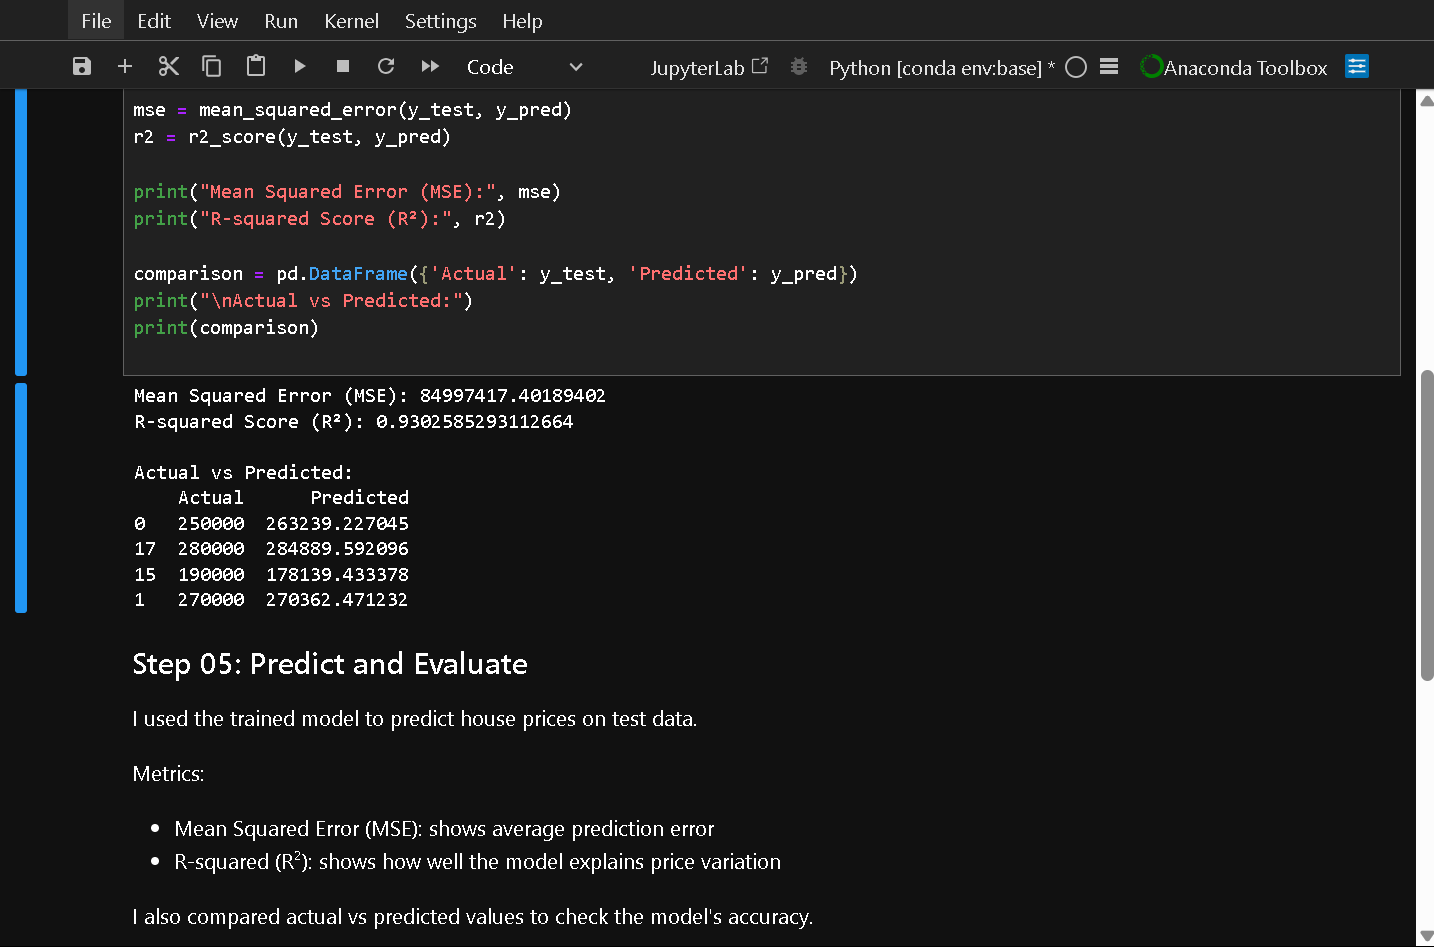 File Edit View Run Kernel Settings Help
Code JupyterLab Python [conda env:base] * Anaconda Toolbox
mse = mean_squared_error(y_test, y_pred)
r2 = r2_score(y_test, y_pred)
print("Mean Squared Error (MSE):", mse)
print("R-squared Score (R²):", r2)
comparison = pd.DataFrame({'Actual': y_test, 'Predicted': y_pred})
print("\nActual vs Predicted:")
print(comparison)
Mean Squared Error (MSE): 84997417.40189402
R-squared Score (R²): 0.9302585293112664
Actual vs Predicted:
Actual Predicted
0 250000 263239.227045
17 280000 284889.592096
15 190000 178139.433378
1 270000 270362.471232
Step 05: Predict and Evaluate
I used the trained model to predict house prices on test data.
Metrics:
• Mean Squared Error (MSE): shows average prediction error
• R-squared (R²): shows how well the model explains price variation
I also compared actual vs predicted values to check the model's accuracy.